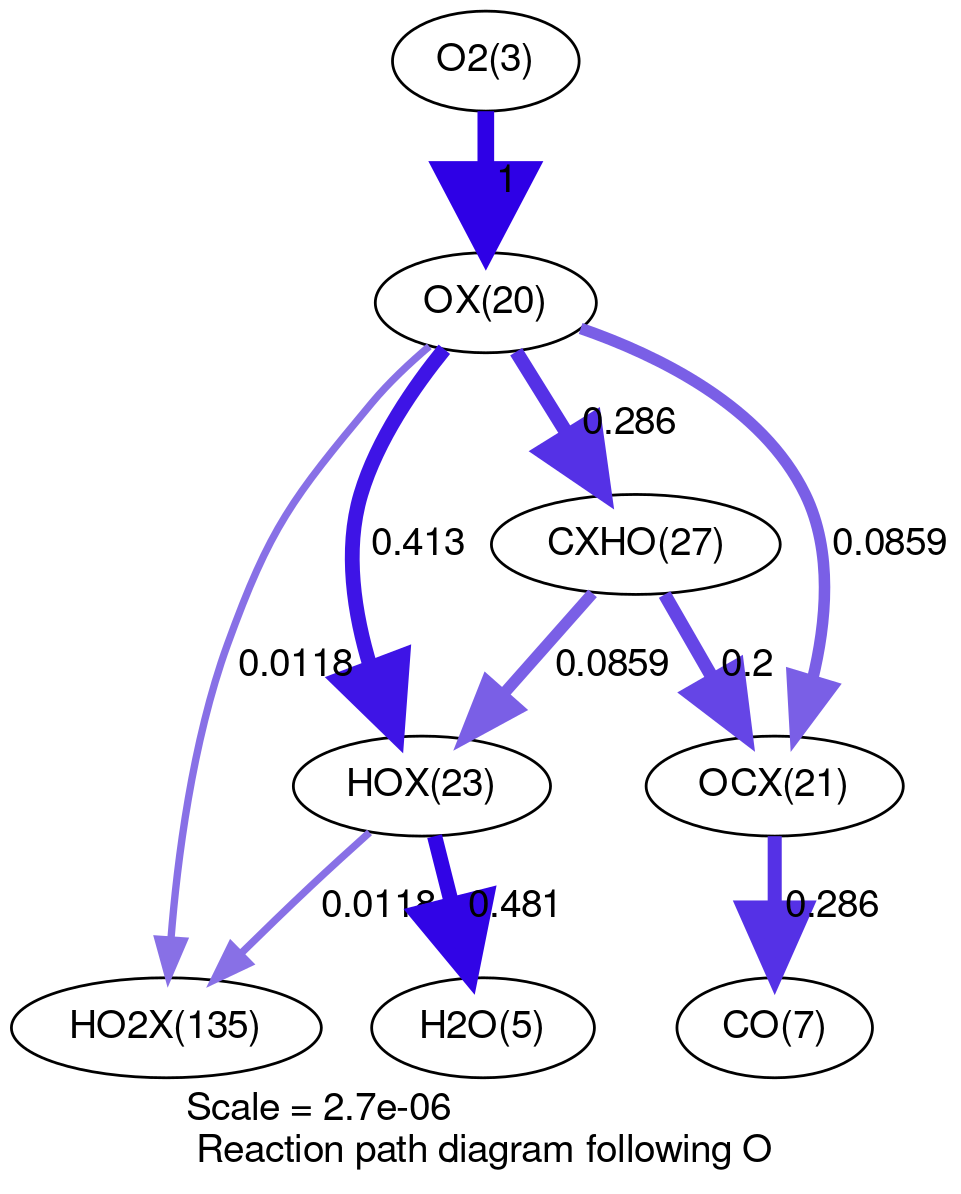 O2(3)
1
OX(20)
0.286
0.413
CXHO(27)
0.0859
0.0118
0.0859
0.2
HOX(23)
OCX(21)
0.0118
0.481
0.286
HO2X(135)
H2O(5)
CO(7)
Scale = 2.7e-06
Reaction path diagram following O